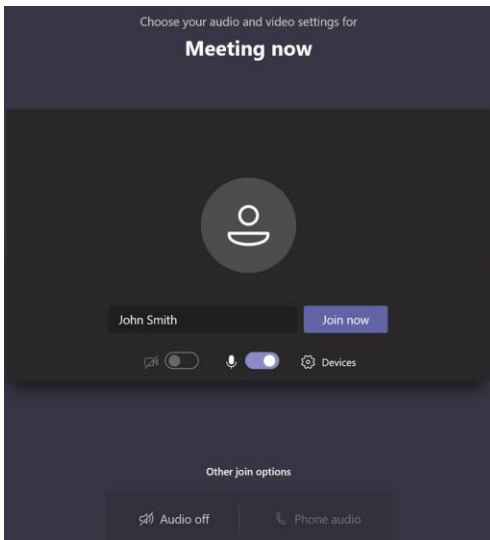 Choose your audio and video settings for
Meeting now
John Smith
Join now
Devices
Other join options
Audio off
Phone audio